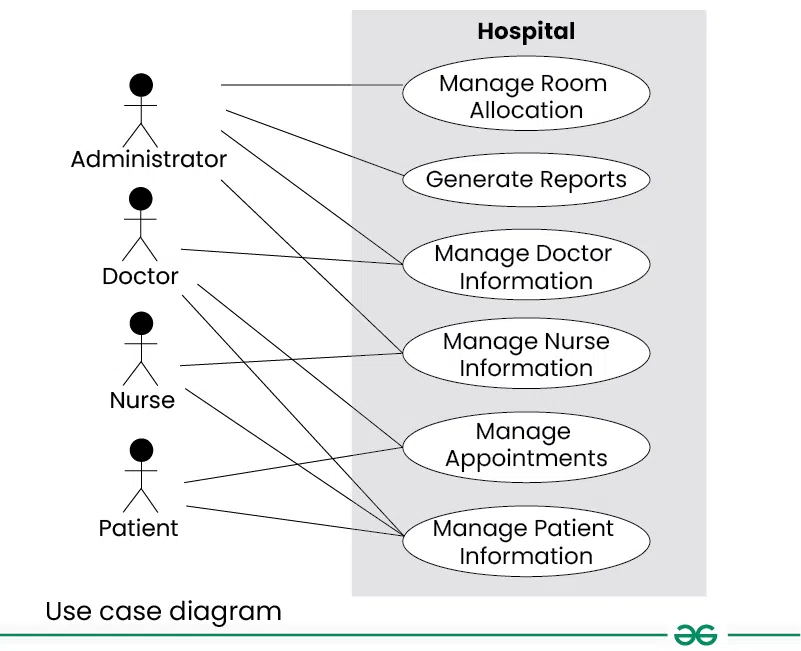 Hospital
Manage Room
Allocation
Administrator
Generate Reports
Manage Doctor
Information
Doctor
Manage Nurse
Information
Nurse
Manage
Appointments
Patient
Manage Patient
Information
Use case diagram